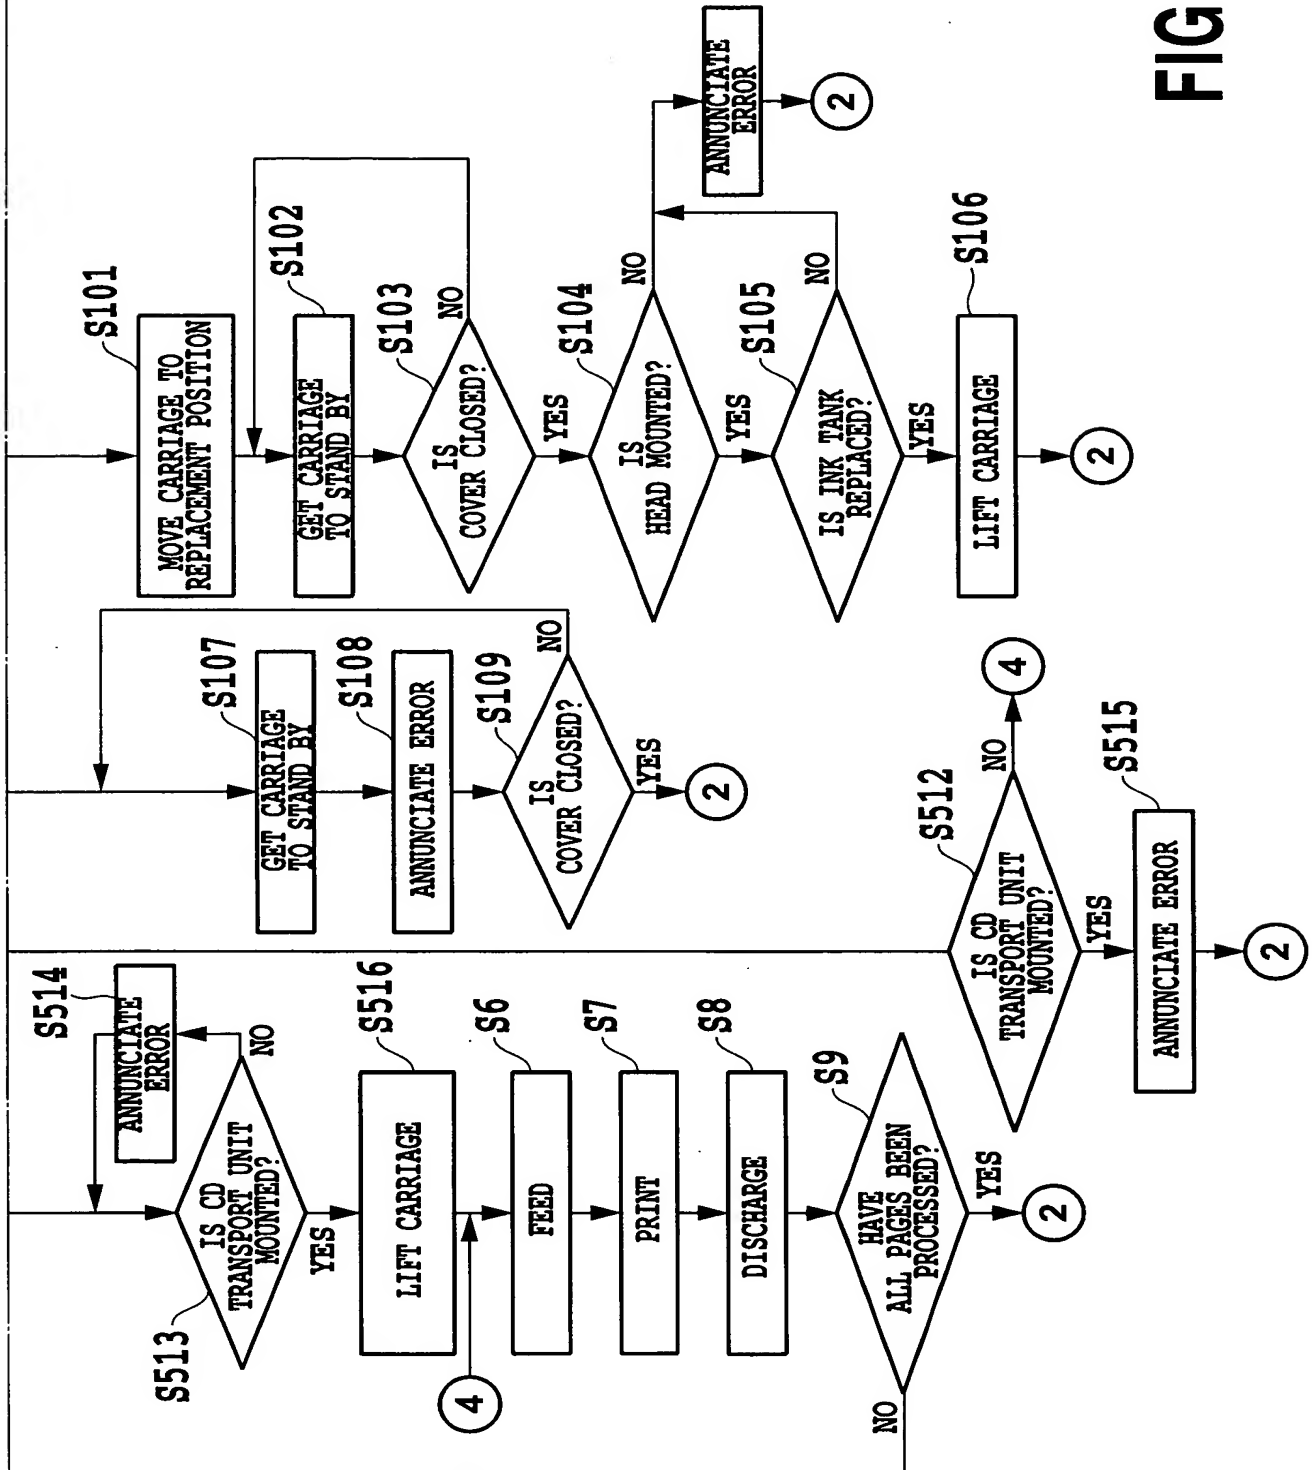 S513
IS CD
TRANSPORT UNIT
MOUNTED?
NO
S514
ANNUNCIATE
ERROR
YES
S516
LIFT CARRIAGE
4
S6
FEED
S7
PRINT
S8
DISCHARGE
S9
HAVE
ALL PAGES BEEN
PROCESSED?
NO
YES
2
S512
IS CD
TRANSPORT UNIT
MOUNTED?
NO
4
YES
S515
ANNUNCIATE ERROR
2
S107
GET CARRIAGE
TO STAND BY
S108
ANNUNCIATE ERROR
S109
IS
COVER CLOSED?
NO
YES
2
S101
MOVE CARRIAGE TO
REPLACEMENT POSITION
S102
GET CARRIAGE
TO STAND BY
S103
IS
COVER CLOSED?
NO
YES
S104
IS
HEAD MOUNTED?
NO
YES
S105
IS INK TANK
REPLACED?
NO
YES
S106
LIFT CARRIAGE
2
ANNUNCIATE
ERROR
2
FIG